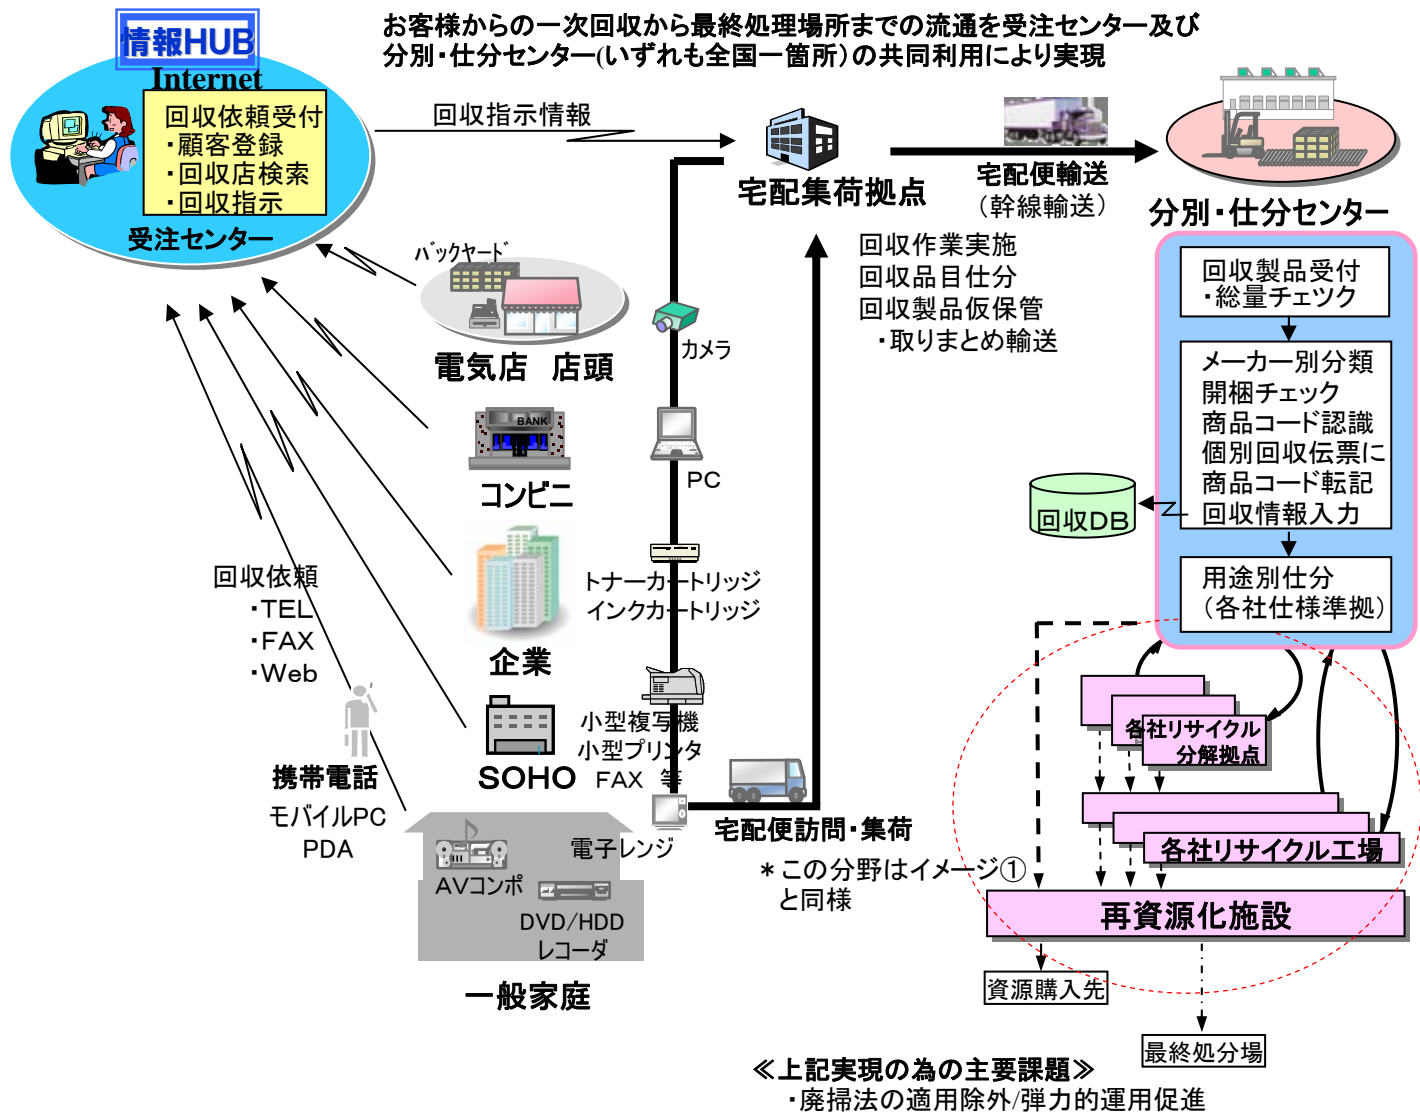 お客様からの一次回収から最終処理場所までの流通を受注センター及び
分別・仕分センター(いずれも全国一箇所)の共同利用により実現
情報HUB
Internet
回収依頼受付
・顧客登録
・回収店検索
・回収指示
受注センター
回収指示情報
宅配集荷拠点
宅配便輸送
(幹線輸送)
分別・仕分センター
回収作業実施
回収品目仕分
回収製品仮保管
・取りまとめ輸送
バックヤード
電気店 店頭
BANK
コンビニ
企業
SOHO
回収依頼
・TEL
・FAX
・Web
携帯電話
モバイルPC
PDA
カメラ
PC
トナーカートリッジ
インクカートリッジ
小型複写機
小型プリンタ
FAX 等
電子レンジ
AVコンポ
DVD/HDD
レコーダ
一般家庭
宅配便訪問・集荷
*この分野はイメージ①
と同様
回収製品受付
・総量チェツク
メーカー別分類
開梱チェック
商品コード認識
個別回収伝票に
商品コード転記
回収情報入力
回収DB
用途別仕分
(各社仕様準拠)
各社リサイクル
分解拠点
各社リサイクル工場
再資源化施設
資源購入先
最終処分場
≪上記実現の為の主要課題≫
・廃掃法の適用除外/弾力的運用促進